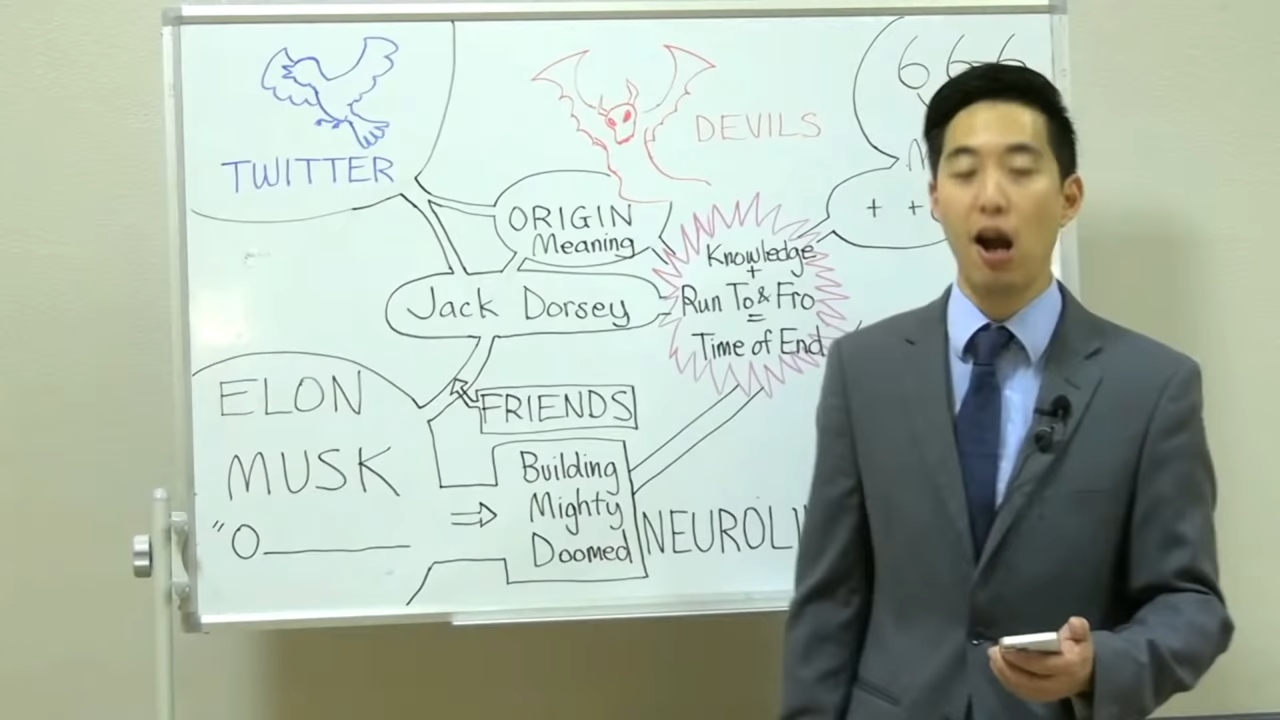 TWITTER
DEVILS
666
ORIGIN
Meaning
+ +
Jack Dorsey
Knowledge
+
Run To & Fro
=
Time of End
ELON
MUSK
"O
FRIENDS
⇒ Building
Mighty
Doomed